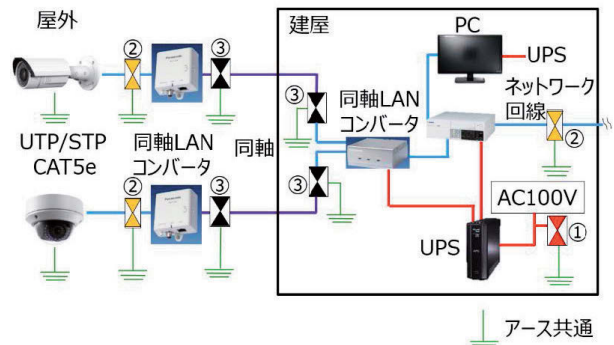 屋外
②
③
建屋
PC
UPS
ネットワーク
回線
③
同軸LAN
コンバータ
②
UTP/STP
CAT5e
同軸LAN
コンバータ
同軸
②
③
③
AC100V
①
UPS
アース共通